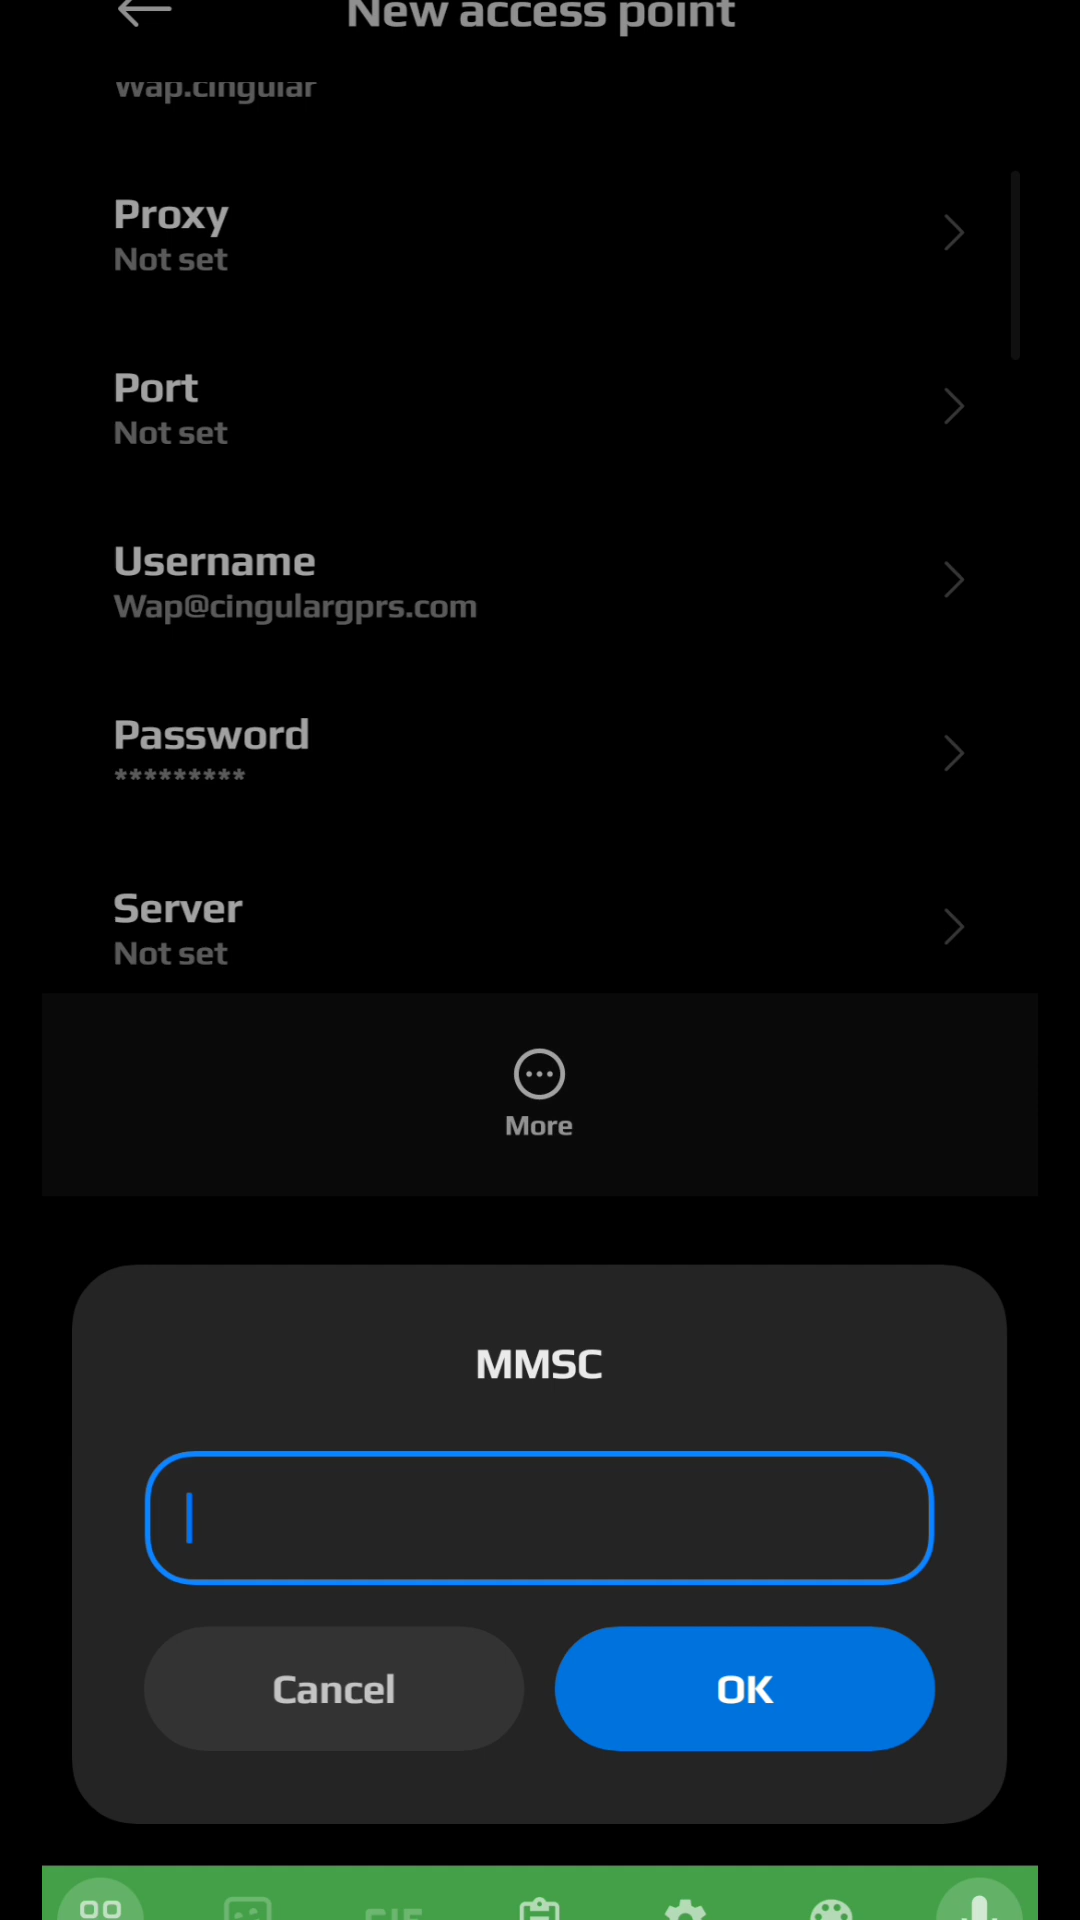 New access point
Wap.cingular
Proxy
Not set
Port
Not set
Username
Wap@cingulargprs.com
Password
*********
Server
Not set
More
MMSC
Cancel
OK
GIF